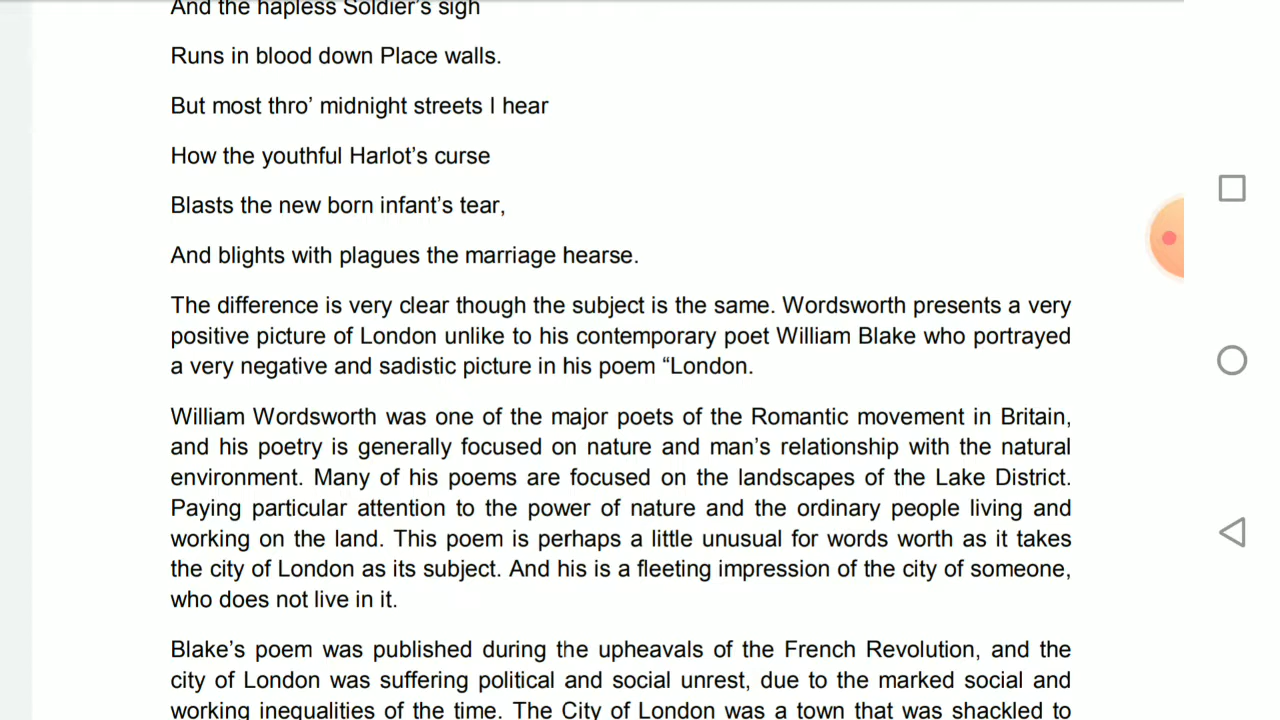 And the hapless Soldier's sigh
Runs in blood down Place walls.
But most thro’ midnight streets I hear
How the youthful Harlot’s curse
Blasts the new born infant’s tear,
And blights with plagues the marriage hearse.
The difference is very clear though the subject is the same. Wordsworth presents a very
positive picture of London unlike to his contemporary poet William Blake who portrayed
a very negative and sadistic picture in his poem “London.
William Wordsworth was one of the major poets of the Romantic movement in Britain,
and his poetry is generally focused on nature and man’s relationship with the natural
environment. Many of his poems are focused on the landscapes of the Lake District.
Paying particular attention to the power of nature and the ordinary people living and
working on the land. This poem is perhaps a little unusual for words worth as it takes
the city of London as its subject. And his is a fleeting impression of the city of someone,
who does not live in it.
Blake’s poem was published during the upheavals of the French Revolution, and the
city of London was suffering political and social unrest, due to the marked social and
working inequalities of the time. The City of London was a town that was shackled to